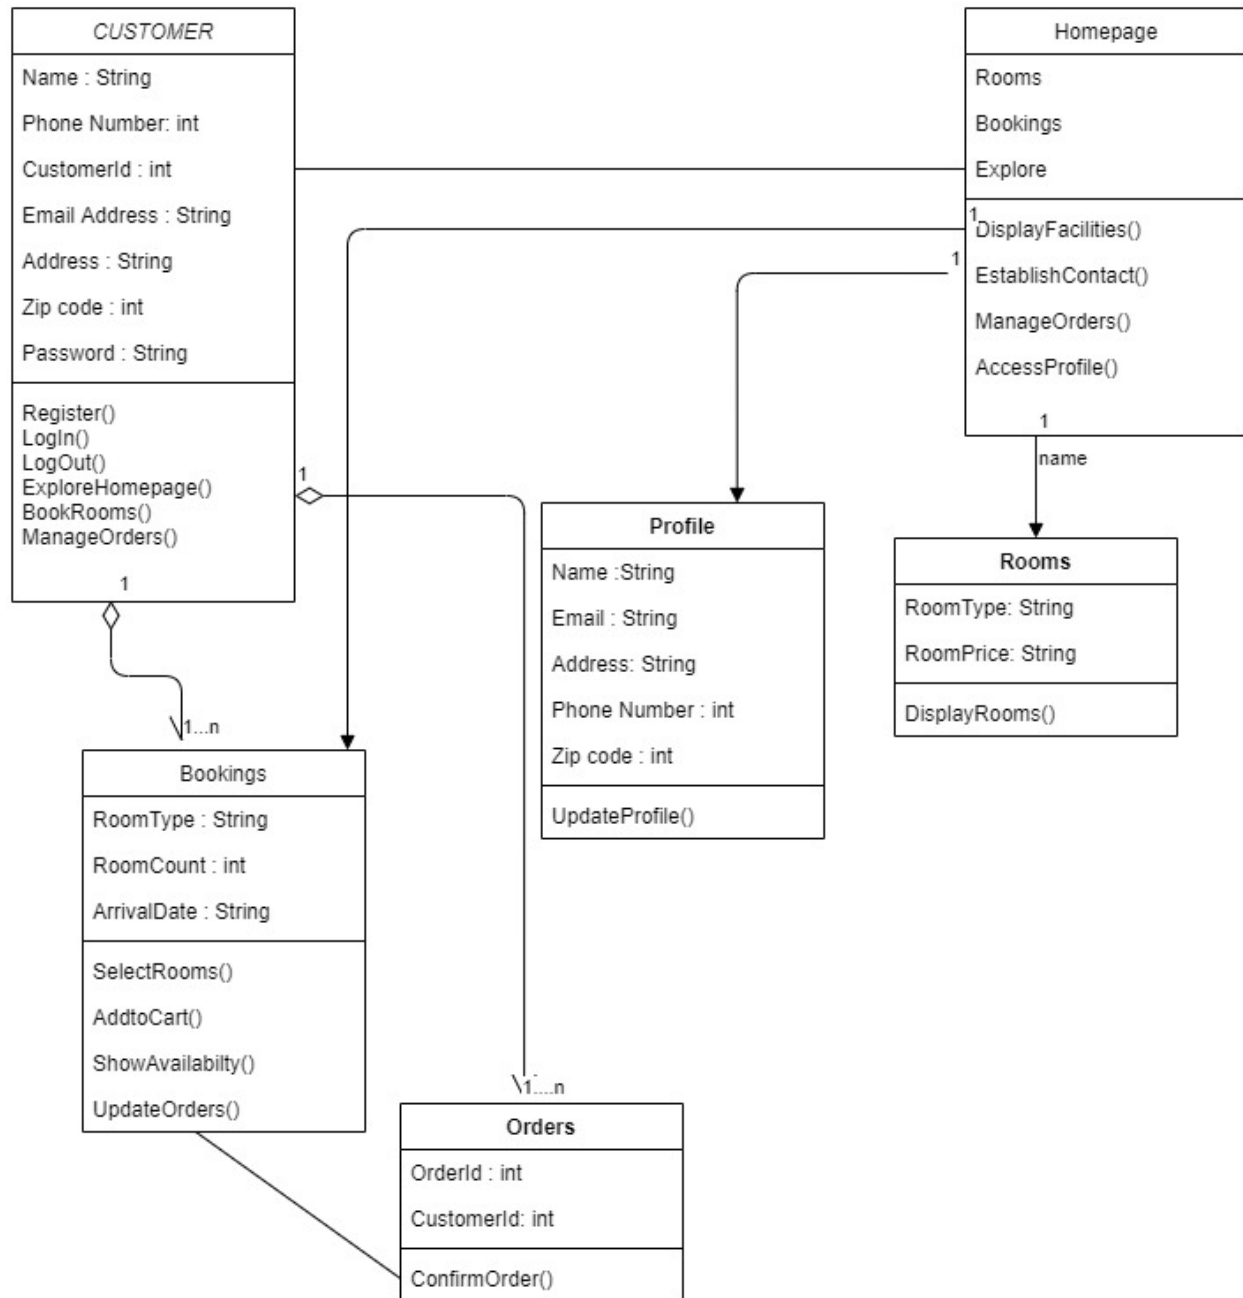 CUSTOMER
Name : String
Phone Number: int
CustomerId : int
Email Address : String
Address : String
Zip code : int
Password : String
Register()
LogIn()
LogOut()
ExploreHomepage()
BookRooms()
ManageOrders()
1
1
Homepage
Rooms
Bookings
Explore
1
DisplayFacilities()
1
EstablishContact()
ManageOrders()
AccessProfile()
1
name
Profile
Name :String
Email : String
Address: String
Phone Number : int
Zip code : int
UpdateProfile()
Rooms
RoomType: String
RoomPrice: String
DisplayRooms()
1...n
Bookings
RoomType : String
RoomCount : int
ArrivalDate : String
SelectRooms()
AddtoCart()
ShowAvailabilty()
UpdateOrders()
1....n
Orders
OrderId : int
CustomerId: int
ConfirmOrder()